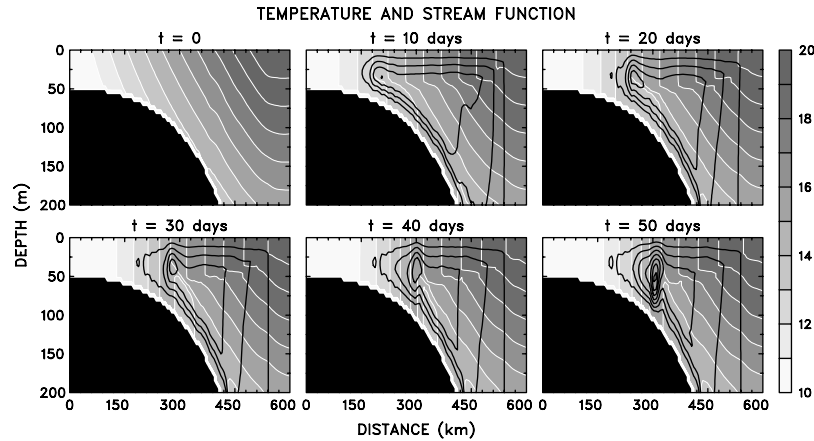 TEMPERATURE AND STREAM FUNCTION
t = 0
t = 10 days
t = 20 days
0
50
100
150
200
20
18
16
14
12
10
DEPTH (m)
t = 30 days
t = 40 days
t = 50 days
0
50
100
150
200
0 150 300 450 600
0 150 300 450 600
0 150 300 450 600
DISTANCE (km)